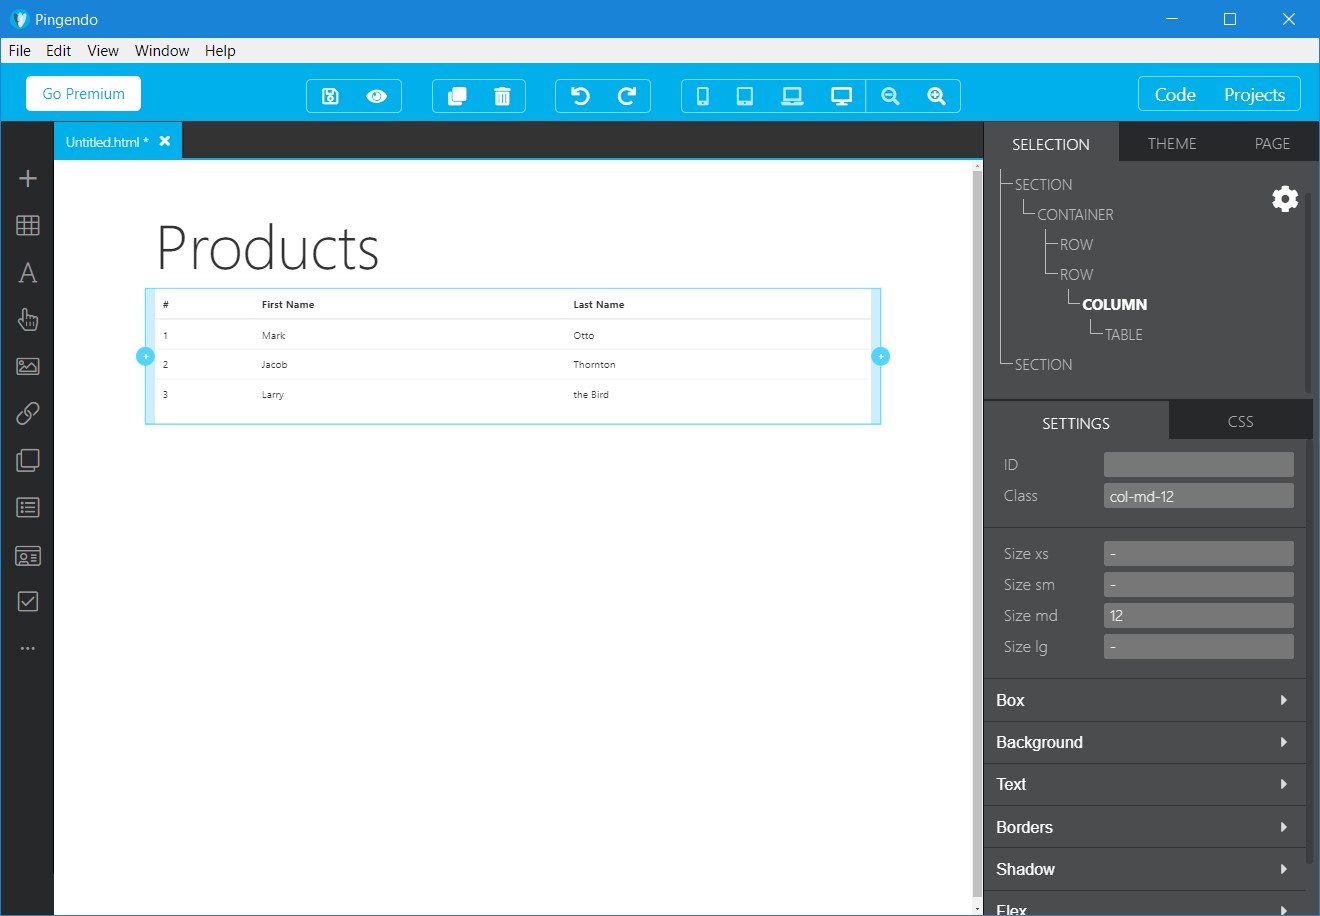 Pingendo
File Edit View Window Help
Go Premium
Code Projects
Untitled.html *
SELECTION THEME PAGE
SECTION
CONTAINER
ROW
ROW
COLUMN
TABLE
SECTION
Products
# First Name Last Name
1 Mark Otto
2 Jacob Thornton
3 Larry the Bird
SETTINGS CSS
ID
Class col-md-12
Size xs -
Size sm -
Size md 12
Size lg -
Box
Background
Text
Borders
Shadow
Flex